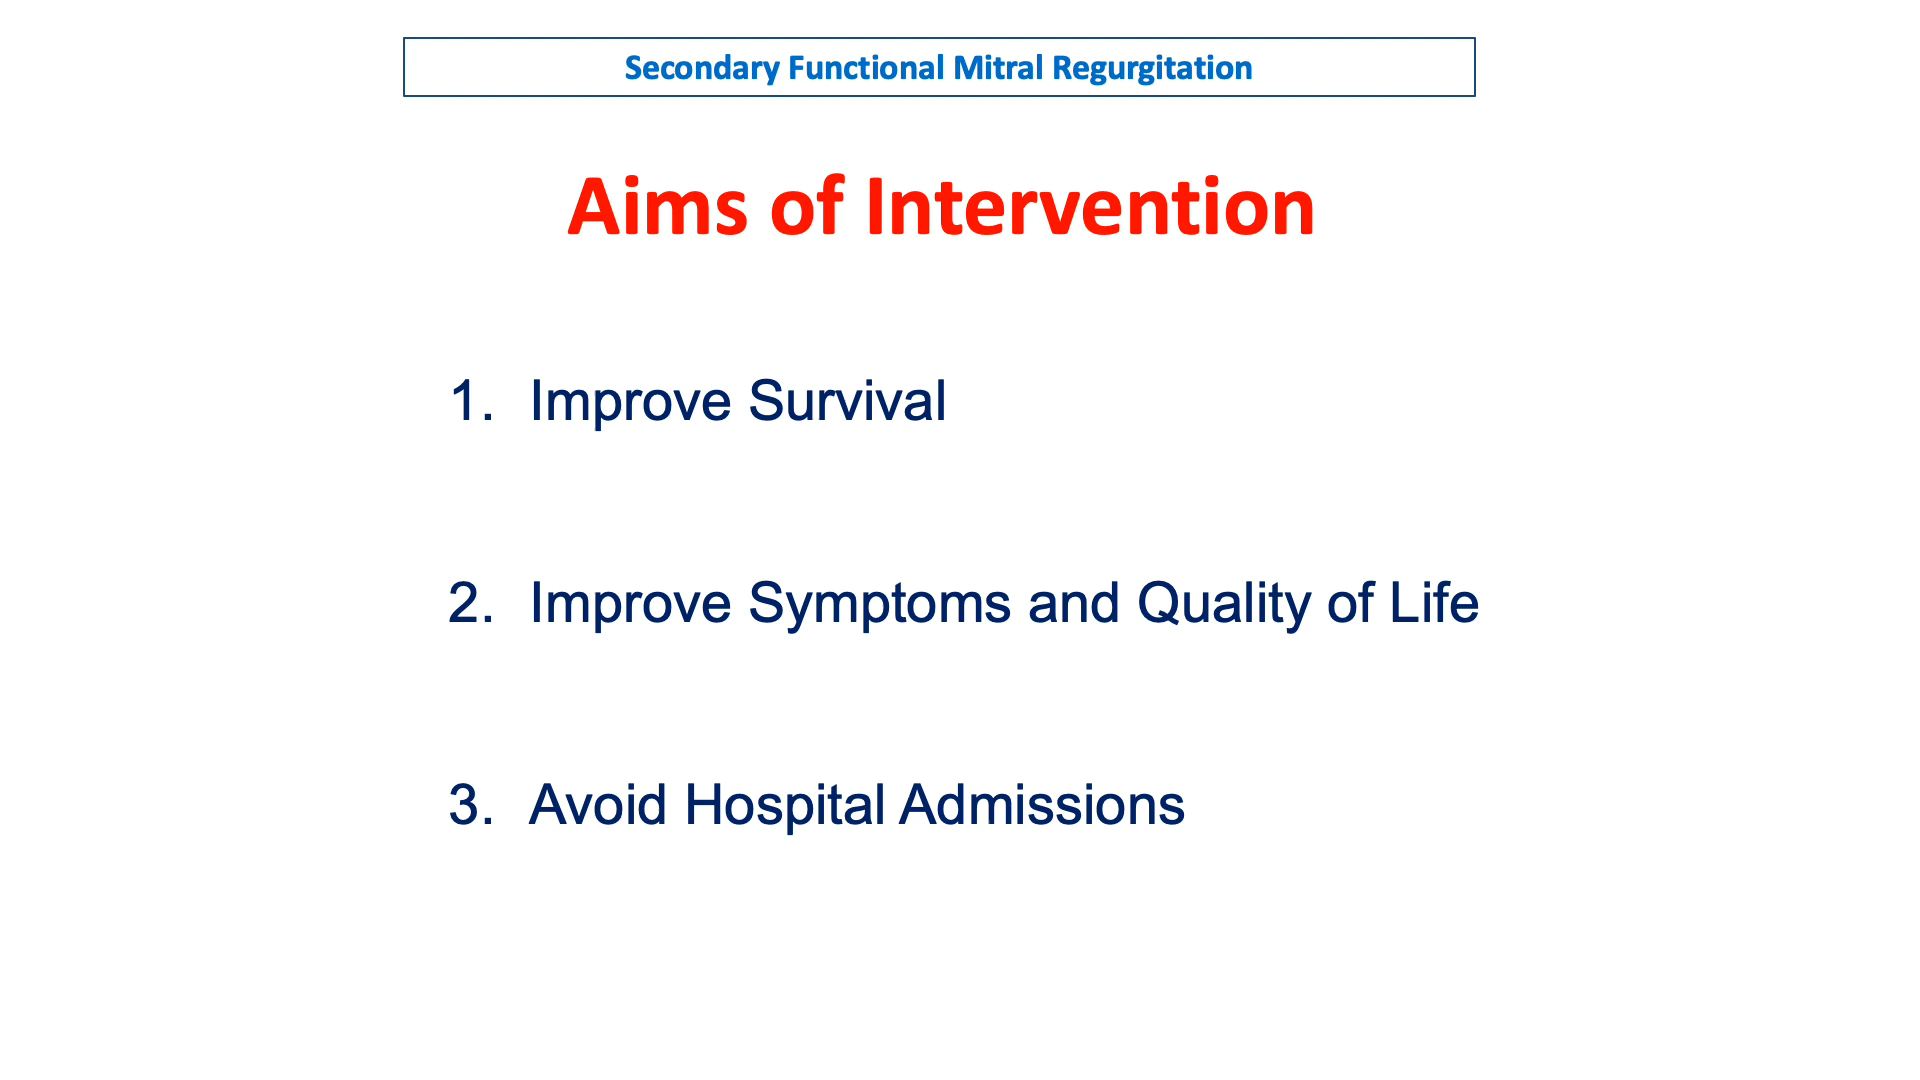 Secondary Functional Mitral Regurgitation
Aims of Intervention
1. Improve Survival
2. Improve Symptoms and Quality of Life
3. Avoid Hospital Admissions